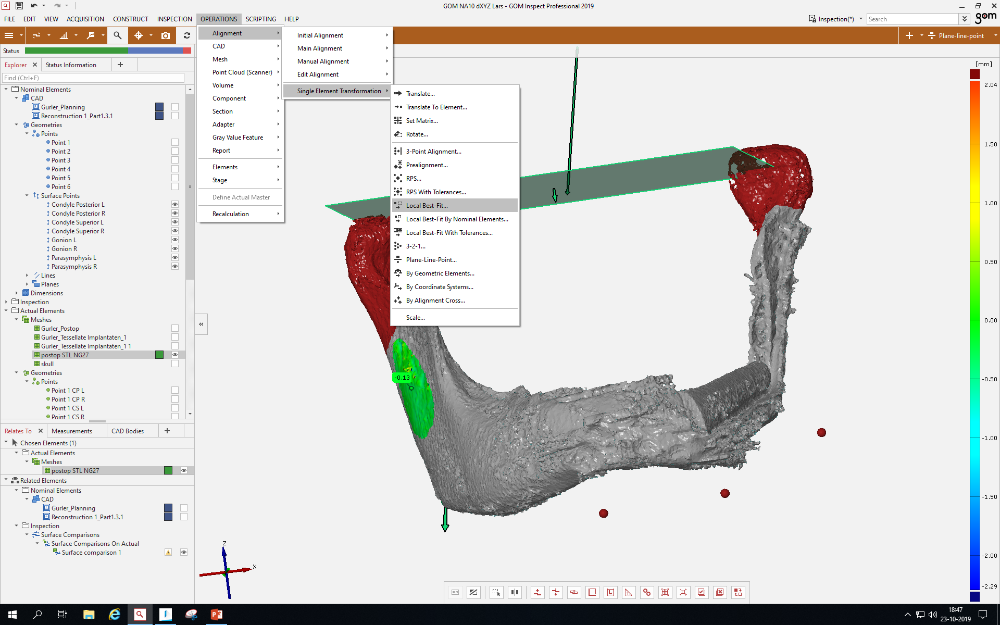 GOM NA10 dXYZ Lars - GOM Inspect Professional 2019
FILE EDIT VIEW ACQUISITION CONSTRUCT INSPECTION OPERATIONS SCRIPTING HELP
Inspection(*) Search gom
Plane-line-point
Status
Explorer Status Information
Find (Ctrl+F)
Nominal Elements
CAD
Gurler_Planning
Reconstruction 1_Part1.3.1
Geometries
Points
Point 1
Point 2
Point 3
Point 4
Point 5
Point 6
Surface Points
Condyle Posterior L
Condyle Posterior R
Condyle Superior L
Condyle Superior R
Gonion L
Gonion R
Parasymphysis L
Parasymphysis R
Lines
Planes
Dimensions
Inspection
Actual Elements
Meshes
Gurler_Postop
Gurler_Tessellate Implantaten_1
Gurler_Tessellate Implantaten_1 1
postop STL NG27
skull
Geometries
Points
Point 1 CP L
Point 1 CP R
Point 1 CS L
Point 1 CS R
Relates To Measurements CAD Bodies
Chosen Elements (1)
Actual Elements
Meshes
postop STL NG27
Related Elements
Nominal Elements
CAD
Gurler_Planning
Reconstruction 1_Part1.3.1
Inspection
Surface Comparisons
Surface Comparisons On Actual
Surface comparison 1
Alignment
CAD
Mesh
Point Cloud (Scanner)
Volume
Component
Section
Adapter
Gray Value Feature
Report
Elements
Stage
Define Actual Master
Recalculation
Initial Alignment
Main Alignment
Manual Alignment
Edit Alignment
Single Element Transformation
Translate...
Translate To Element...
Set Matrix...
Rotate...
3-Point Alignment...
Prealignment...
RPS...
RPS With Tolerances...
Local Best-Fit...
Local Best-Fit By Nominal Elements...
Local Best-Fit With Tolerances...
3-2-1...
Plane-Line-Point...
By Geometric Elements...
By Coordinate Systems...
By Alignment Cross...
Scale...
-0.13
Z
X
[mm]
2.04
1.50
1.00
0.50
0.00
-0.50
-1.00
-1.50
-2.00
-2.29
18:47
23-10-2019